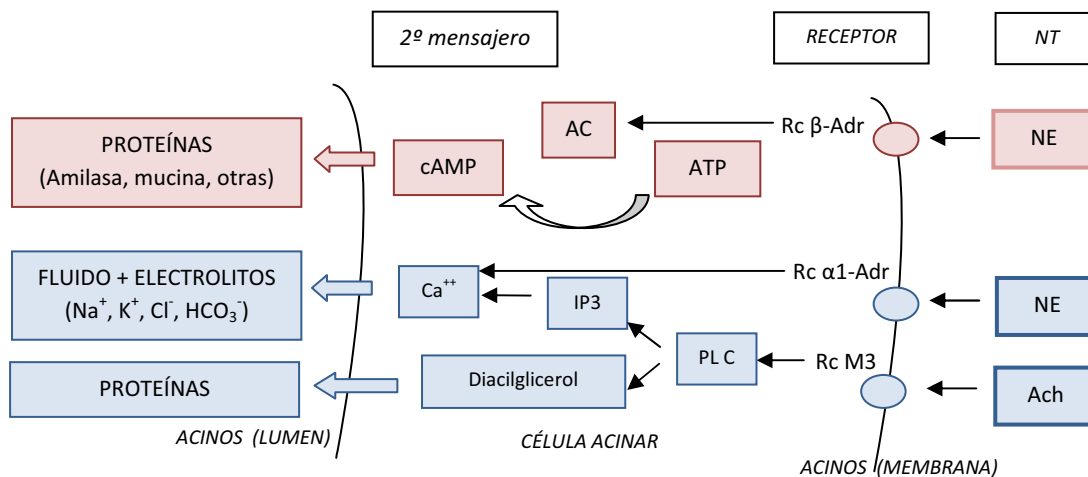 2º mensajero
RECEPTOR
NT
PROTEÍNAS
(Amilasa, mucina, otras)
cAMP
AC
ATP
Rc β-Adr
NE
FLUIDO + ELECTROLITOS
(Na⁺, K⁺, Cl⁻, HCO₃⁻)
Ca⁺⁺
IP3
Rc α1-Adr
NE
PROTEÍNAS
Diacilglicerol
PL C
Rc M3
Ach
ACINOS (LUMEN)
CÉLULA ACINAR
ACINOS (MEMBRANA)